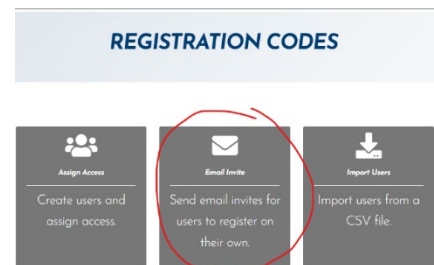 REGISTRATION CODES
Assign Access
Create users and
assign access.
Email Invite
Send email invites for
users to register on
their own.
Import Users
Import users from a
CSV file.